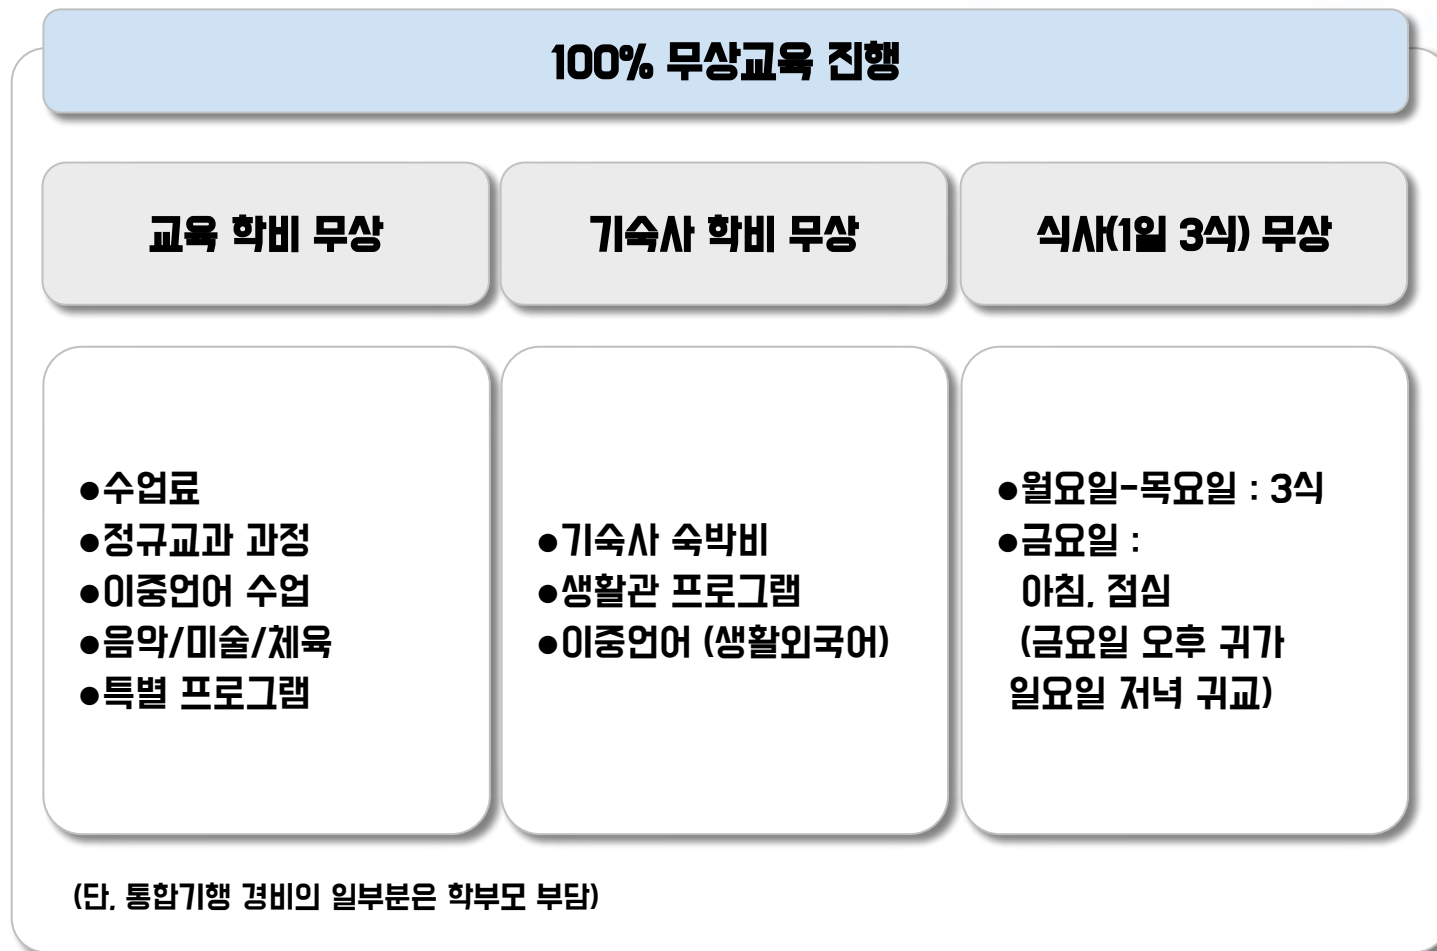 100% 무상교육 진행
교육 학비 무상
기숙사 학비 무상
식사(1일 3식) 무상
●수업료
●정규교과 과정
●이중언어 수업
●음악/미술/체육
●특별 프로그램
●기숙사 숙박비
●생활관 프로그램
●이중언어 (생활외국어)
●월요일-목요일 : 3식
●금요일 :
아침, 점심
(금요일 오후 귀가
일요일 저녁 귀교)
(단, 통합기행 경비의 일부분은 학부모 부담)